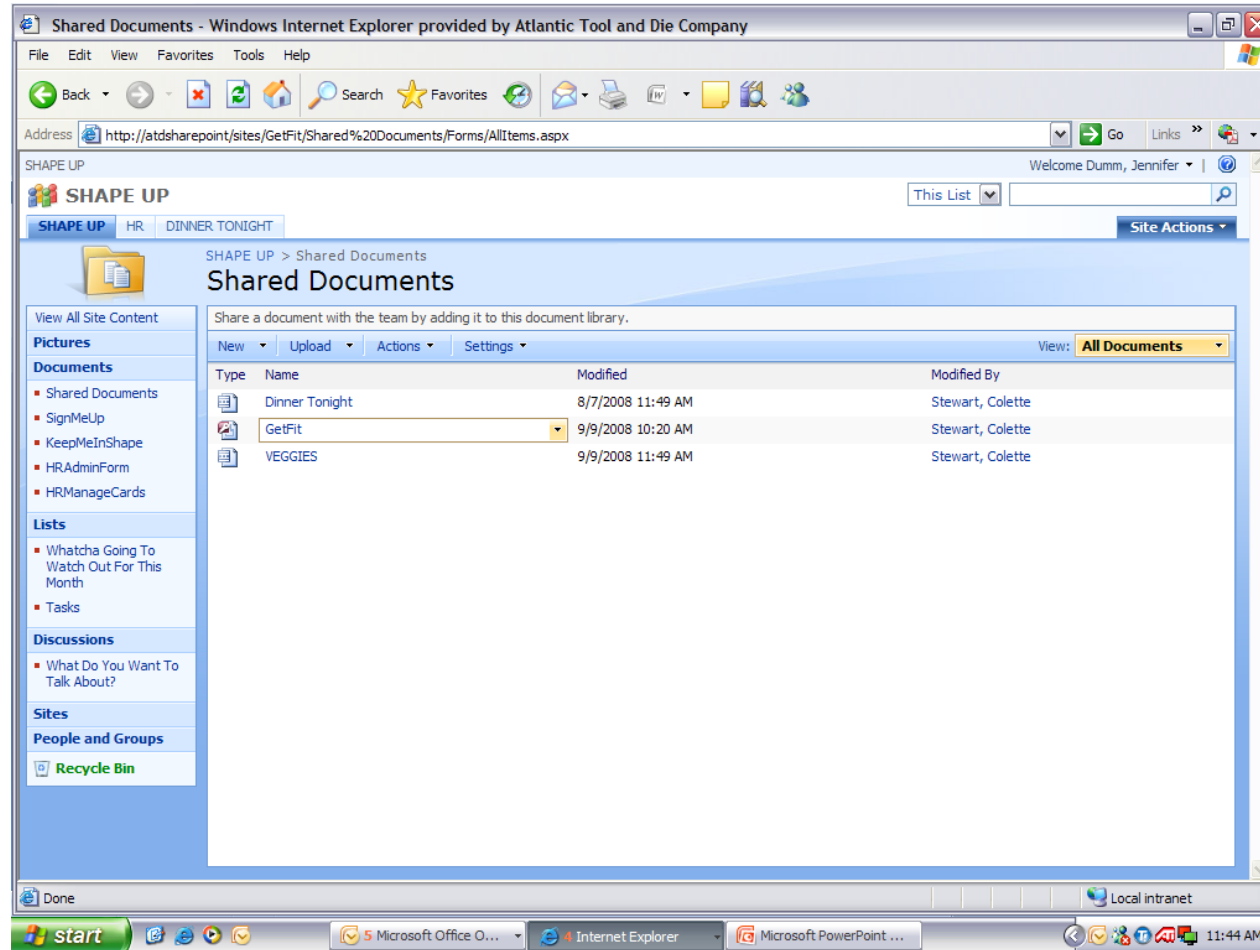 Shared Documents - Windows Internet Explorer provided by Atlantic Tool and Die Company
File Edit View Favorites Tools Help
Back Search Favorites
Address http://atdsharepoint/sites/GetFit/Shared%20Documents/Forms/AllItems.aspx Go Links »
SHAPE UP Welcome Dumm, Jennifer
SHAPE UP This List
SHAPE UP HR DINNER TONIGHT Site Actions
SHAPE UP > Shared Documents
Shared Documents
View All Site Content
Pictures
Documents
Shared Documents
SignMeUp
KeepMeInShape
HRAdminForm
HRManageCards
Lists
Whatcha Going To
Watch Out For This
Month
Tasks
Discussions
What Do You Want To
Talk About?
Sites
People and Groups
Recycle Bin
Share a document with the team by adding it to this document library.
New Upload Actions Settings View: All Documents
Type Name Modified Modified By
Dinner Tonight 8/7/2008 11:49 AM Stewart, Colette
GetFit 9/9/2008 10:20 AM Stewart, Colette
VEGGIES 9/9/2008 11:49 AM Stewart, Colette
Done Local intranet
start 5 Microsoft Office O... 4 Internet Explorer Microsoft PowerPoint ... 11:44 AM